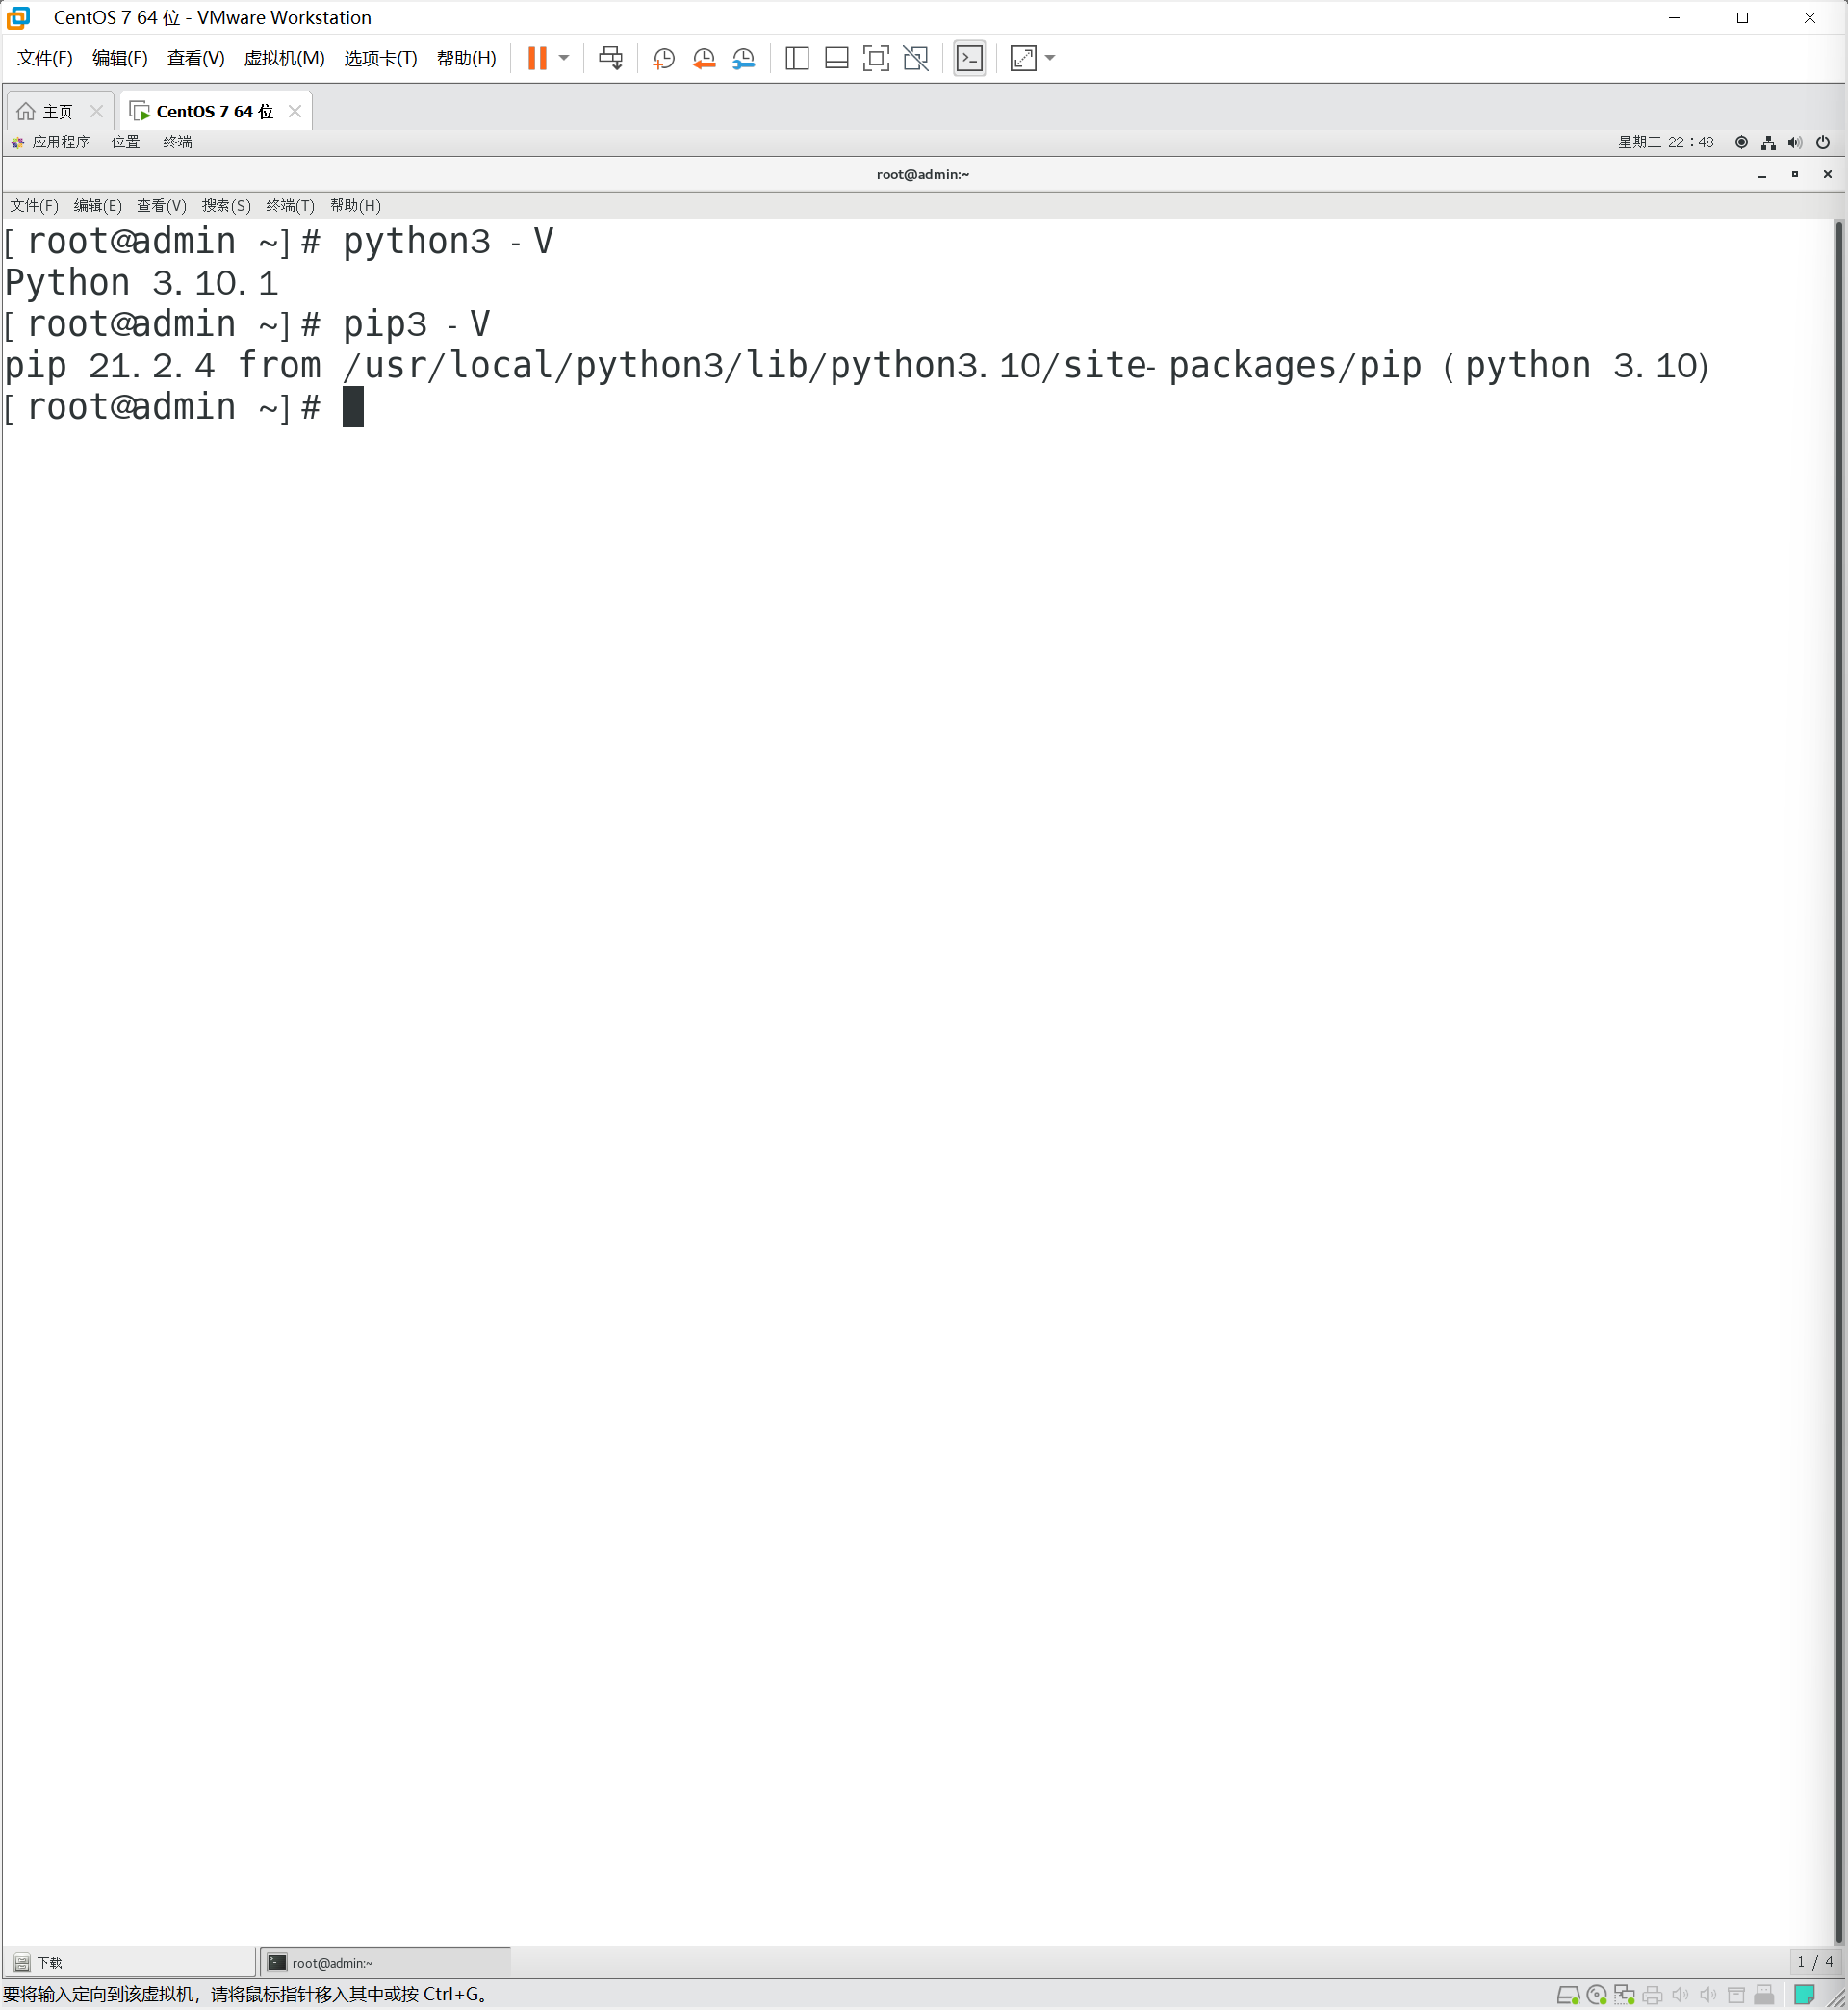 CentOS 7 64 位 - VMware Workstation
文件(F) 编辑(E) 查看(V) 虚拟机(M) 选项卡(T) 帮助(H)
主页 CentOS 7 64 位
应用程序 位置 终端 星期三 22：48
root@admin:~
文件(F) 编辑(E) 查看(V) 搜索(S) 终端(T) 帮助(H)
[root@admin ~]# python3 -V
Python 3.10.1
[root@admin ~]# pip3 -V
pip 21.2.4 from /usr/local/python3/lib/python3.10/site-packages/pip (python 3.10)
[root@admin ~]#
下载 root@admin:~ 1 / 4
要将输入定向到该虚拟机，请将鼠标指针移入其中或按 Ctrl+G。